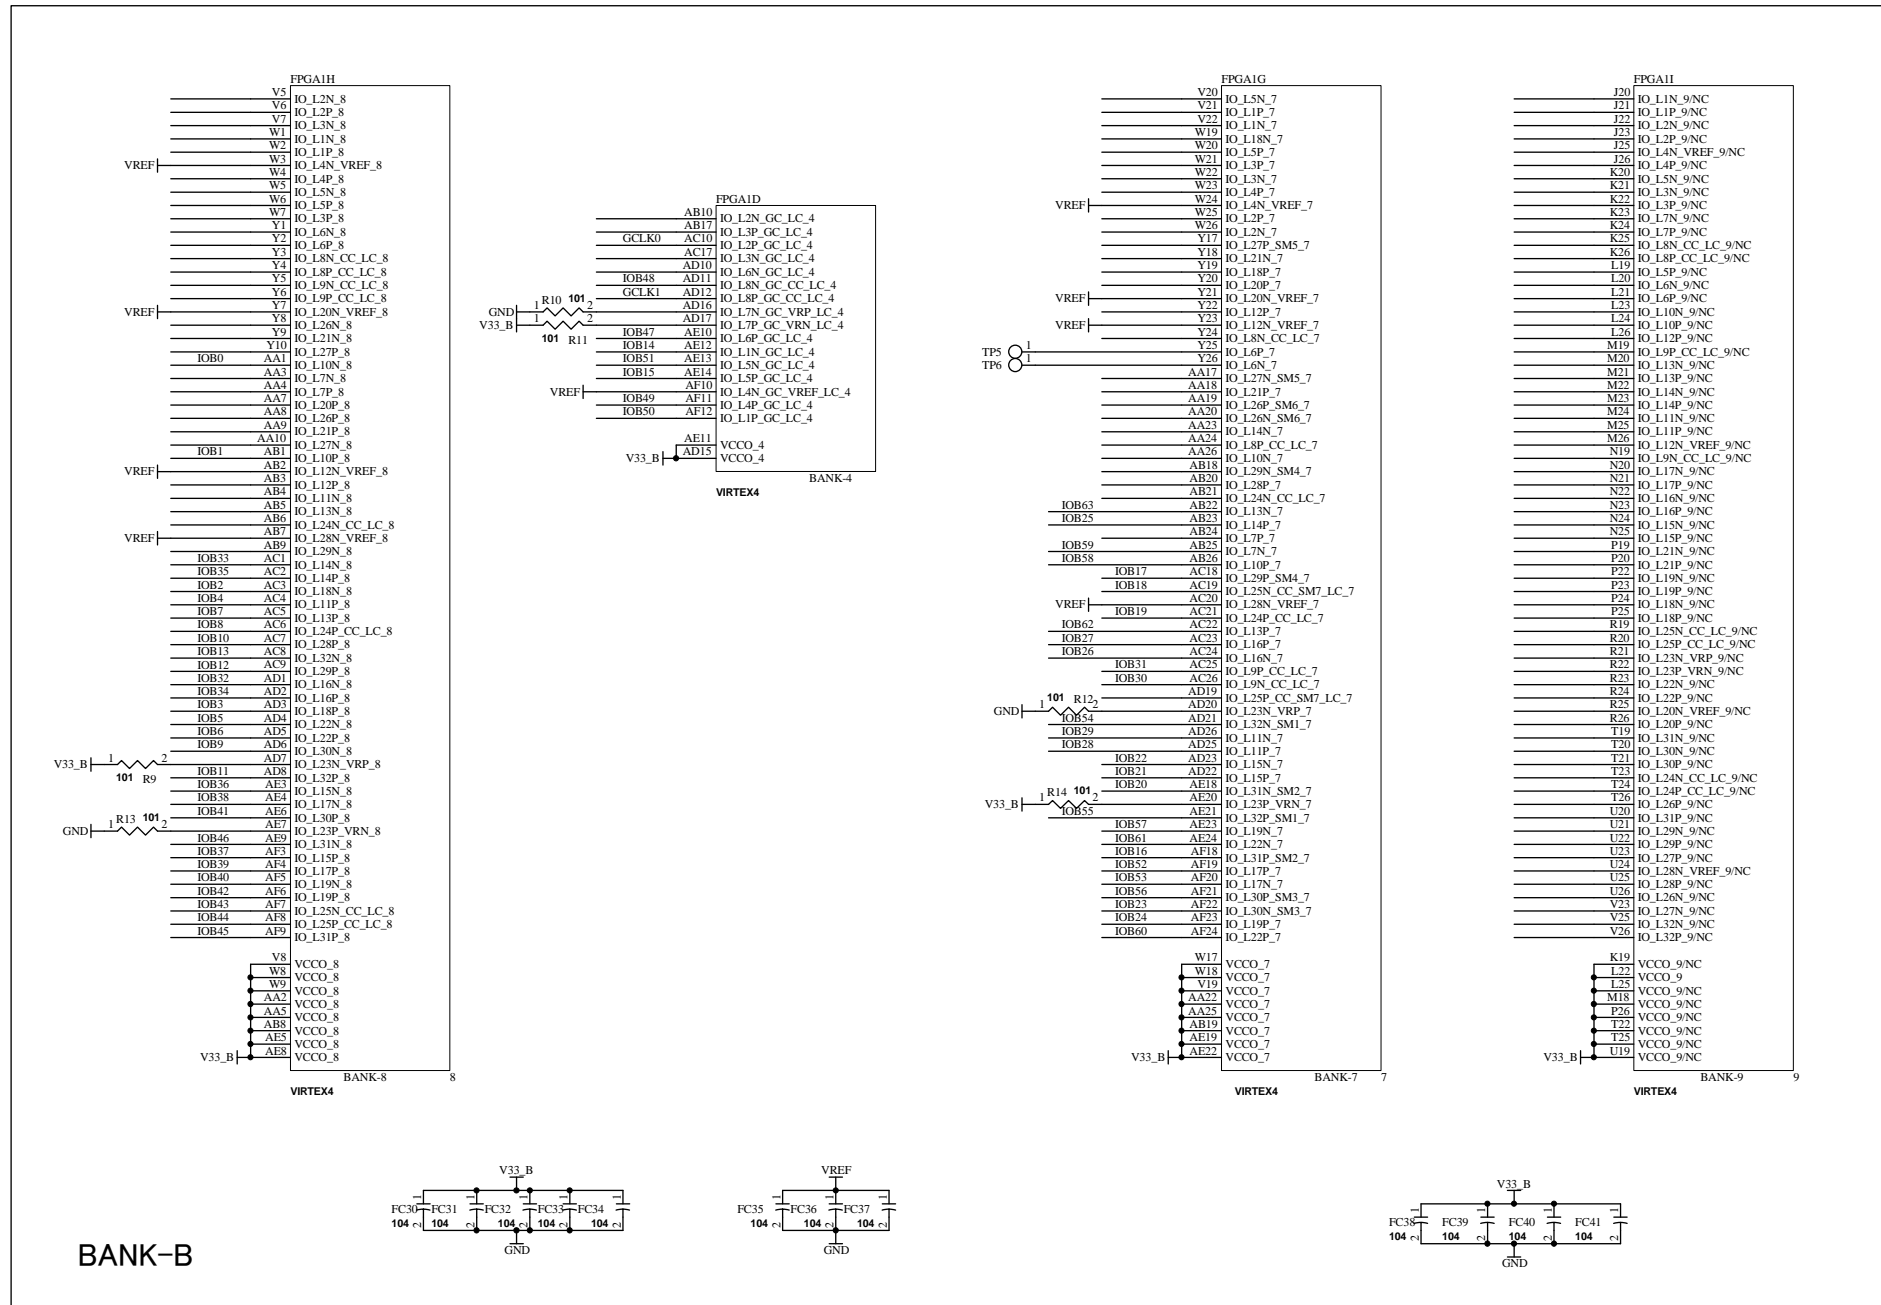 FPGA1H
V5 IO_L2N_8
V6 IO_L2P_8
V7 IO_L3N_8
W1 IO_L1N_8
W2 IO_L1P_8
VREF W3 IO_L4N_VREF_8
W4 IO_L4P_8
W5 IO_L5N_8
W6 IO_L5P_8
W7 IO_L3P_8
Y1 IO_L6N_8
Y2 IO_L6P_8
Y3 IO_L8N_CC_LC_8
Y4 IO_L8P_CC_LC_8
Y5 IO_L9N_CC_LC_8
Y6 IO_L9P_CC_LC_8
VREF Y7 IO_L20N_VREF_8
Y8 IO_L26N_8
Y9 IO_L21N_8
Y10 IO_L27P_8
IOB0 AA1 IO_L10N_8
AA3 IO_L7N_8
AA4 IO_L7P_8
AA7 IO_L20P_8
AA8 IO_L26P_8
AA9 IO_L21P_8
AA10 IO_L27N_8
IOB1 AB1 IO_L10P_8
VREF AB2 IO_L12N_VREF_8
AB3 IO_L12P_8
AB4 IO_L11N_8
AB5 IO_L13N_8
AB6 IO_L24N_CC_LC_8
VREF AB7 IO_L28N_VREF_8
AB9 IO_L29N_8
IOB33 AC1 IO_L14N_8
IOB35 AC2 IO_L14P_8
IOB2 AC3 IO_L18N_8
IOB4 AC4 IO_L11P_8
IOB7 AC5 IO_L13P_8
IOB8 AC6 IO_L24P_CC_LC_8
IOB10 AC7 IO_L28P_8
IOB13 AC8 IO_L32N_8
IOB12 AC9 IO_L29P_8
IOB32 AD1 IO_L16N_8
IOB34 AD2 IO_L16P_8
IOB3 AD3 IO_L18P_8
IOB5 AD4 IO_L22N_8
IOB6 AD5 IO_L22P_8
IOB9 AD6 IO_L30N_8
V33_B 1 2 AD7 IO_L23N_VRP_8
101 R9
IOB11 AD8 IO_L32P_8
IOB36 AE3 IO_L15N_8
IOB38 AE4 IO_L17N_8
IOB41 AE6 IO_L30P_8
R13 101
GND 1 2 AE7 IO_L23P_VRN_8
IOB46 AE9 IO_L31N_8
IOB37 AF3 IO_L15P_8
IOB39 AF4 IO_L17P_8
IOB40 AF5 IO_L19N_8
IOB42 AF6 IO_L19P_8
IOB43 AF7 IO_L25N_CC_LC_8
IOB44 AF8 IO_L25P_CC_LC_8
IOB45 AF9 IO_L31P_8
V8 VCCO_8
W8 VCCO_8
W9 VCCO_8
AA2 VCCO_8
AA5 VCCO_8
AB8 VCCO_8
AE5 VCCO_8
V33_B AE8 VCCO_8
BANK-8 8
VIRTEX4
FPGA1D
AB10 IO_L2N_GC_LC_4
AB17 IO_L3P_GC_LC_4
GCLK0 AC10 IO_L2P_GC_LC_4
AC17 IO_L3N_GC_LC_4
AD10 IO_L6N_GC_LC_4
IOB48 AD11 IO_L8N_GC_CC_LC_4
GCLK1 AD12 IO_L8P_GC_CC_LC_4
R10 101
GND 1 2 AD16 IO_L7N_GC_VRP_LC_4
V33_B 1 2 AD17 IO_L7P_GC_VRN_LC_4
101 R11
IOB47 AE10 IO_L6P_GC_LC_4
IOB14 AE12 IO_L1N_GC_LC_4
IOB51 AE13 IO_L5N_GC_LC_4
IOB15 AE14 IO_L5P_GC_LC_4
VREF AF10 IO_L4N_GC_VREF_LC_4
IOB49 AF11 IO_L4P_GC_LC_4
IOB50 AF12 IO_L1P_GC_LC_4
AE11 VCCO_4
V33_B AD15 VCCO_4
BANK-4
VIRTEX4
FPGA1G
V20 IO_L5N_7
V21 IO_L1P_7
V22 IO_L1N_7
W19 IO_L18N_7
W20 IO_L5P_7
W21 IO_L3P_7
W22 IO_L3N_7
W23 IO_L4P_7
VREF W24 IO_L4N_VREF_7
W25 IO_L2P_7
W26 IO_L2N_7
Y17 IO_L27P_SM5_7
Y18 IO_L21N_7
Y19 IO_L18P_7
Y20 IO_L20P_7
VREF Y21 IO_L20N_VREF_7
Y22 IO_L12P_7
VREF Y23 IO_L12N_VREF_7
Y24 IO_L8N_CC_LC_7
TP5 1 Y25 IO_L6P_7
TP6 1 Y26 IO_L6N_7
AA17 IO_L27N_SM5_7
AA18 IO_L21P_7
AA19 IO_L26P_SM6_7
AA20 IO_L26N_SM6_7
AA23 IO_L14N_7
AA24 IO_L8P_CC_LC_7
AA26 IO_L10N_7
AB18 IO_L29N_SM4_7
AB20 IO_L28P_7
AB21 IO_L24N_CC_LC_7
IOB63 AB22 IO_L13N_7
IOB25 AB23 IO_L14P_7
AB24 IO_L7P_7
IOB59 AB25 IO_L7N_7
IOB58 AB26 IO_L10P_7
IOB17 AC18 IO_L29P_SM4_7
IOB18 AC19 IO_L25N_CC_SM7_LC_7
VREF AC20 IO_L28N_VREF_7
IOB19 AC21 IO_L24P_CC_LC_7
IOB62 AC22 IO_L13P_7
IOB27 AC23 IO_L16P_7
IOB26 AC24 IO_L16N_7
IOB31 AC25 IO_L9P_CC_LC_7
IOB30 AC26 IO_L9N_CC_LC_7
AD19 IO_L25P_CC_SM7_LC_7
101 R12
GND 1 2 AD20 IO_L23N_VRP_7
IOB54 AD21 IO_L32N_SM1_7
IOB29 AD26 IO_L11N_7
IOB28 AD25 IO_L11P_7
IOB22 AD23 IO_L15N_7
IOB21 AD22 IO_L15P_7
IOB20 AE18 IO_L31N_SM2_7
R14 101
V33_B 1 2 AE20 IO_L23P_VRN_7
IOB55 AE21 IO_L32P_SM1_7
IOB57 AE23 IO_L19N_7
IOB61 AE24 IO_L22N_7
IOB16 AF18 IO_L31P_SM2_7
IOB52 AF19 IO_L17P_7
IOB53 AF20 IO_L17N_7
IOB56 AF21 IO_L30P_SM3_7
IOB23 AF22 IO_L30N_SM3_7
IOB24 AF23 IO_L19P_7
IOB60 AF24 IO_L22P_7
W17 VCCO_7
W18 VCCO_7
V19 VCCO_7
AA22 VCCO_7
AA25 VCCO_7
AB19 VCCO_7
AE19 VCCO_7
V33_B AE22 VCCO_7
BANK-7 7
VIRTEX4
FPGA1I
J20 IO_L1N_9/NC
J21 IO_L1P_9/NC
J22 IO_L2N_9/NC
J23 IO_L2P_9/NC
J25 IO_L4N_VREF_9/NC
J26 IO_L4P_9/NC
K20 IO_L5N_9/NC
K21 IO_L3N_9/NC
K22 IO_L3P_9/NC
K23 IO_L7N_9/NC
K24 IO_L7P_9/NC
K25 IO_L8N_CC_LC_9/NC
K26 IO_L8P_CC_LC_9/NC
L19 IO_L5P_9/NC
L20 IO_L6N_9/NC
L21 IO_L6P_9/NC
L23 IO_L10N_9/NC
L24 IO_L10P_9/NC
L26 IO_L12P_9/NC
M19 IO_L9P_CC_LC_9/NC
M20 IO_L13N_9/NC
M21 IO_L13P_9/NC
M22 IO_L14N_9/NC
M23 IO_L14P_9/NC
M24 IO_L11N_9/NC
M25 IO_L11P_9/NC
M26 IO_L12N_VREF_9/NC
N19 IO_L9N_CC_LC_9/NC
N20 IO_L17N_9/NC
N21 IO_L17P_9/NC
N22 IO_L16N_9/NC
N23 IO_L16P_9/NC
N24 IO_L15N_9/NC
N25 IO_L15P_9/NC
P19 IO_L21N_9/NC
P20 IO_L21P_9/NC
P22 IO_L19N_9/NC
P23 IO_L19P_9/NC
P24 IO_L18N_9/NC
P25 IO_L18P_9/NC
R19 IO_L25N_CC_LC_9/NC
R20 IO_L25P_CC_LC_9/NC
R21 IO_L23N_VRP_9/NC
R22 IO_L23P_VRN_9/NC
R23 IO_L22N_9/NC
R24 IO_L22P_9/NC
R25 IO_L20N_VREF_9/NC
R26 IO_L20P_9/NC
T19 IO_L31N_9/NC
T20 IO_L30N_9/NC
T21 IO_L30P_9/NC
T23 IO_L24N_CC_LC_9/NC
T24 IO_L24P_CC_LC_9/NC
T26 IO_L26P_9/NC
U20 IO_L31P_9/NC
U21 IO_L29N_9/NC
U22 IO_L29P_9/NC
U23 IO_L27P_9/NC
U24 IO_L28N_VREF_9/NC
U25 IO_L28P_9/NC
U26 IO_L26N_9/NC
V23 IO_L27N_9/NC
V25 IO_L32N_9/NC
V26 IO_L32P_9/NC
K19 VCCO_9/NC
L22 VCCO_9
L25 VCCO_9/NC
M18 VCCO_9/NC
P26 VCCO_9/NC
T22 VCCO_9/NC
T25 VCCO_9/NC
V33_B U19 VCCO_9/NC
BANK-9 9
VIRTEX4
V33_B
1 1 1 1 1
FC30 FC31 FC32 FC33 FC34
104 2 104 2 104 2 104 2 104 2
GND
VREF
1 1 1
FC35 FC36 FC37
104 2 104 2 104 2
GND
V33_B
1 1 1 1
FC38 FC39 FC40 FC41
104 2 104 2 104 2 104 2
GND
BANK-B